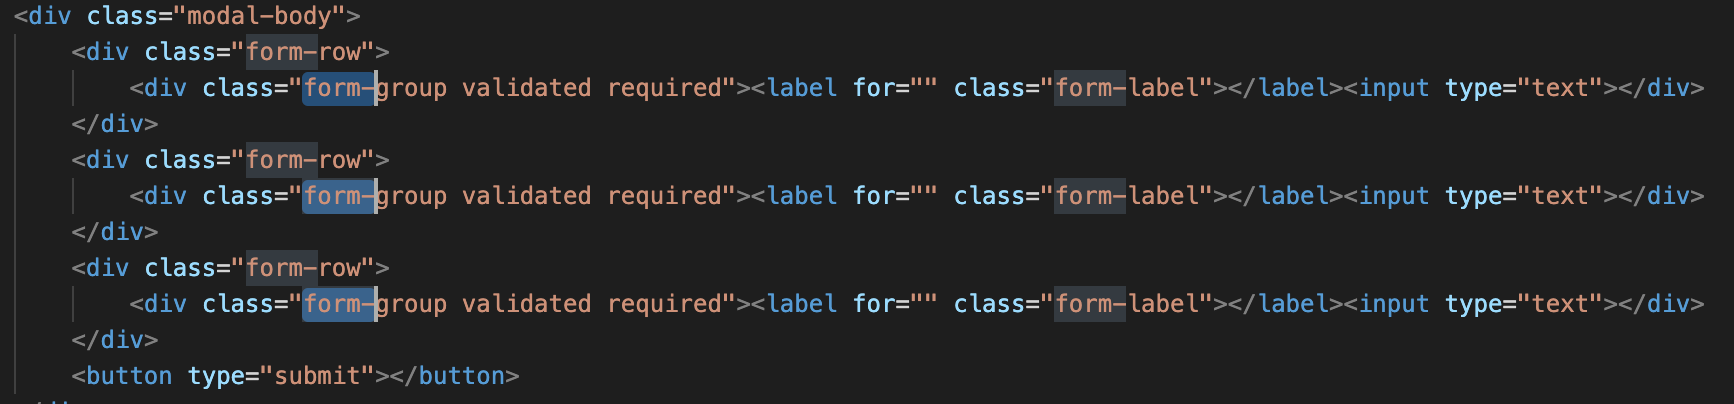 <div class="modal-body">
<div class="form-row">
<div class="form-group validated required"><label for="" class="form-label"></label><input type="text"></div>
</div>
<div class="form-row">
<div class="form-group validated required"><label for="" class="form-label"></label><input type="text"></div>
</div>
<div class="form-row">
<div class="form-group validated required"><label for="" class="form-label"></label><input type="text"></div>
</div>
<button type="submit"></button>